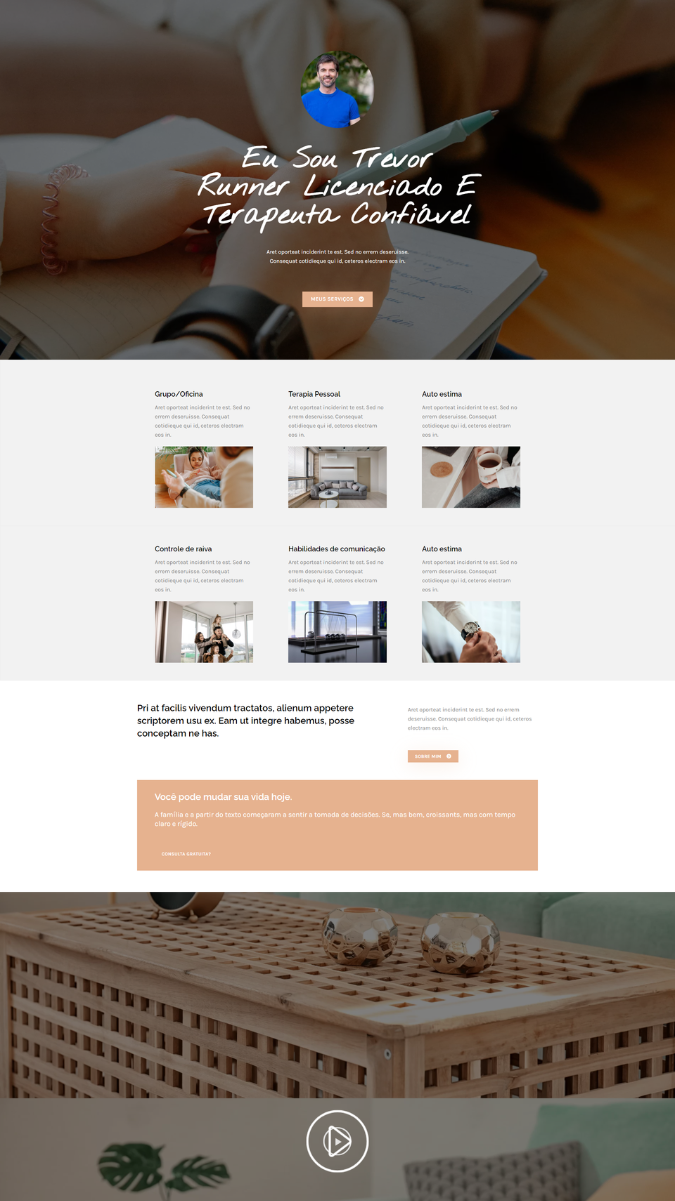 Eu Sou Trevor
Runner Licenciado E
Terapeuta Confiável
Aret oporteat inciderint te est. Sed no errem deseruisse.
Consequat cotidieque qui id, ceteros electram eos in.
MEUS SERVIÇOS
Grupo/Oficina
Aret oporteat inciderint te est. Sed no
errem deseruisse. Consequat
cotidieque qui id, ceteros electram
eos in.
Terapia Pessoal
Aret oporteat inciderint te est. Sed no
errem deseruisse. Consequat
cotidieque qui id, ceteros electram
eos in.
Auto estima
Aret oporteat inciderint te est. Sed no
errem deseruisse. Consequat
cotidieque qui id, ceteros electram
eos in.
Controle de raiva
Aret oporteat inciderint te est. Sed no
errem deseruisse. Consequat
cotidieque qui id, ceteros electram
eos in.
Habilidades de comunicação
Aret oporteat inciderint te est. Sed no
errem deseruisse. Consequat
cotidieque qui id, ceteros electram
eos in.
Auto estima
Aret oporteat inciderint te est. Sed no
errem deseruisse. Consequat
cotidieque qui id, ceteros electram
eos in.
Pri at facilis vivendum tractatos, alienum appetere
scriptorem usu ex. Eam ut integre habemus, posse
conceptam ne has.
Aret oporteat inciderint te est. Sed no errem
deseruisse. Consequat cotidieque qui id, ceteros
electram eos in.
SOBRE MIM
Você pode mudar sua vida hoje.
A família e a partir do texto começaram a sentir a tomada de decisões. Se, mas bem, croissants, mas com tempo
claro e rígido.
CONSULTA GRATUITA?